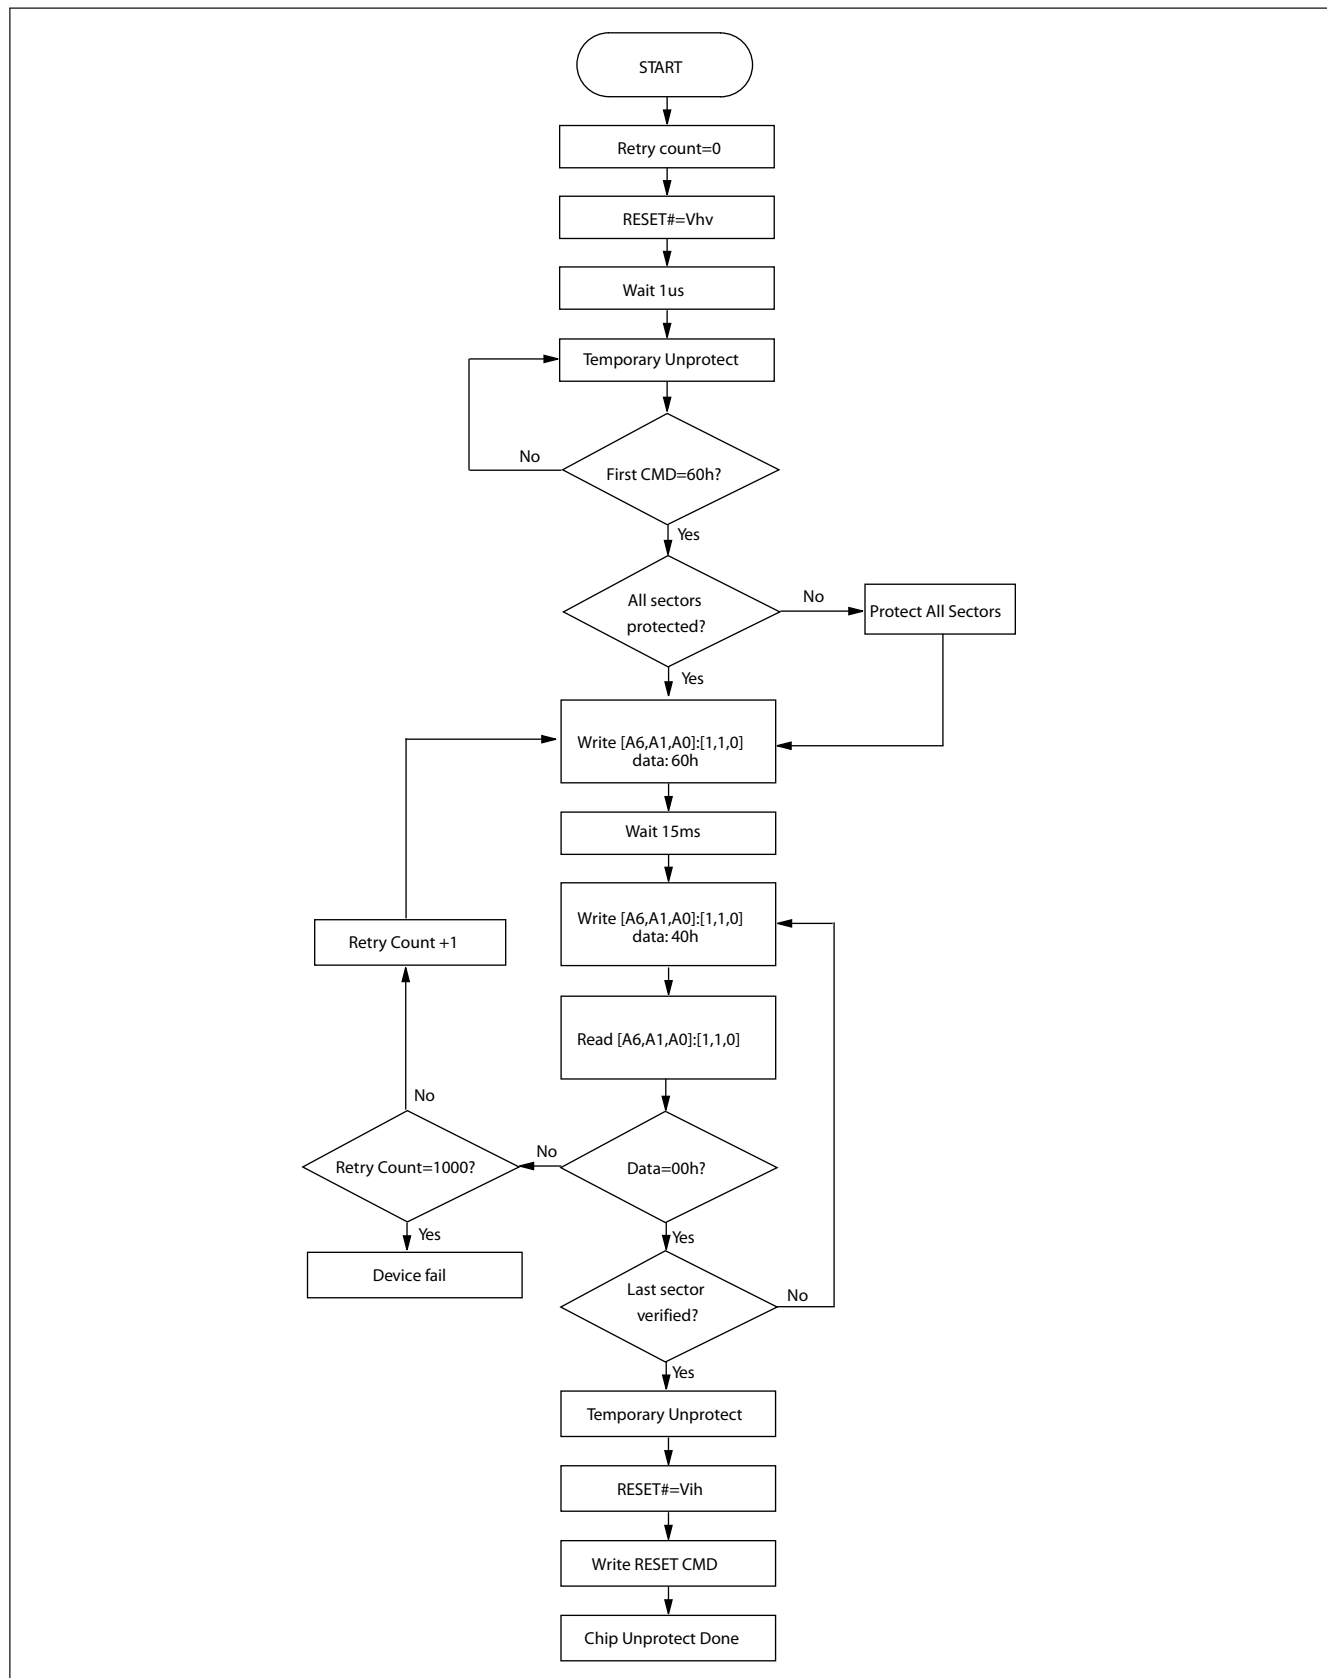 START
Retry count=0
RESET#=Vhv
Wait 1us
Temporary Unprotect
No
First CMD=60h?
Yes
All sectors
protected?
No
Protect All Sectors
Yes
Write [A6,A1,A0]:[1,1,0]
data: 60h
Wait 15ms
Write [A6,A1,A0]:[1,1,0]
data: 40h
Retry Count +1
Read [A6,A1,A0]:[1,1,0]
No
Retry Count=1000?
No
Data=00h?
Yes
Device fail
Yes
Last sector
verified?
No
Yes
Temporary Unprotect
RESET#=Vih
Write RESET CMD
Chip Unprotect Done